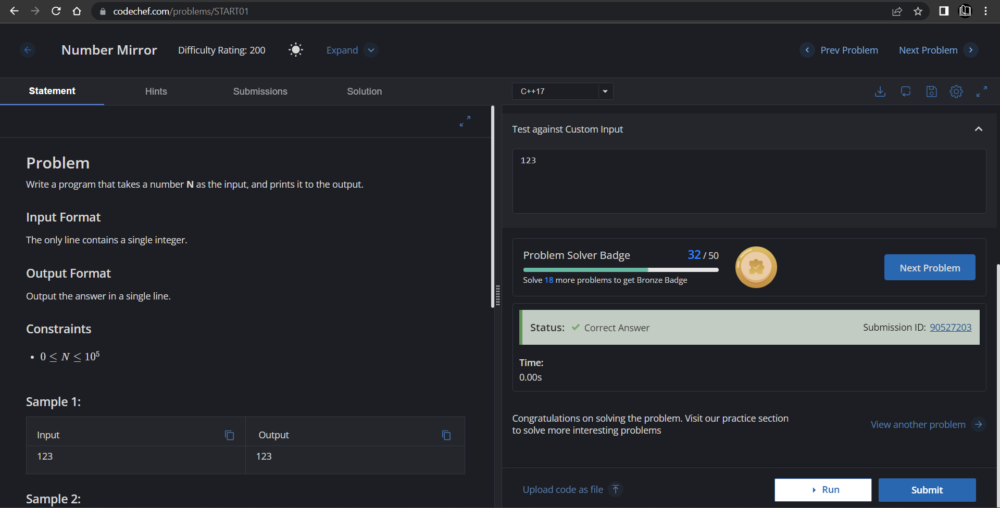 codechef.com/problems/START01
Number Mirror
Difficulty Rating: 200
Expand
Prev Problem
Next Problem
Statement
Hints
Submissions
Solution
C++17
Problem
Write a program that takes a number N as the input, and prints it to the output.
Input Format
The only line contains a single integer.
Output Format
Output the answer in a single line.
Constraints
• 0 ≤ N ≤ 10⁵
Sample 1:
Input
Output
123
123
Sample 2:
Test against Custom Input
123
Problem Solver Badge
32 / 50
Solve 18 more problems to get Bronze Badge
Next Problem
Status: ✔ Correct Answer
Submission ID: 90527203
Time:
0.00s
Congratulations on solving the problem. Visit our practice section
to solve more interesting problems
View another problem
Upload code as file
Run
Submit